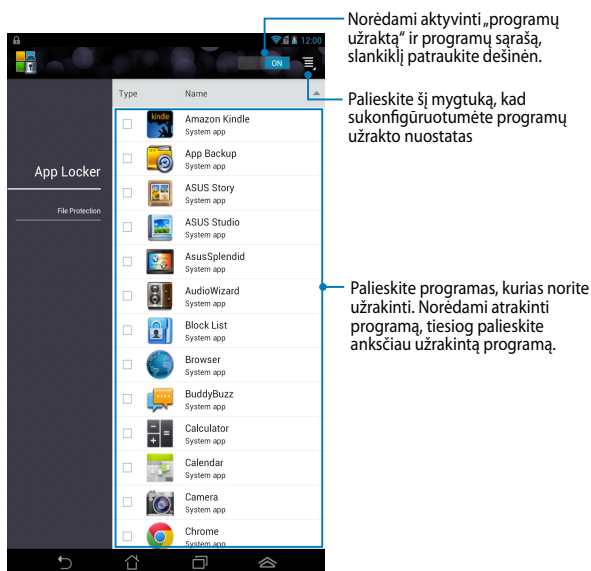 12:00
ON
Type Name
App Locker
File Protection
kindle
Amazon Kindle
System app
App Backup
System app
ASUS Story
System app
ASUS Studio
System app
AsusSplendid
System app
AudioWizard
System app
Block List
System app
Browser
System app
BuddyBuzz
System app
Calculator
System app
Calendar
System app
Camera
System app
Chrome
System app
Norėdami aktyvinti „programų
užraktą“ ir programų sąrašą,
slankiklį patraukite dešinėn.
Palieskite šį mygtuką, kad
sukonfigūruotumėte programų
užrakto nuostatas
Palieskite programas, kurias norite
užrakinti. Norėdami atrakinti
programą, tiesiog palieskite
anksčiau užrakintą programą.